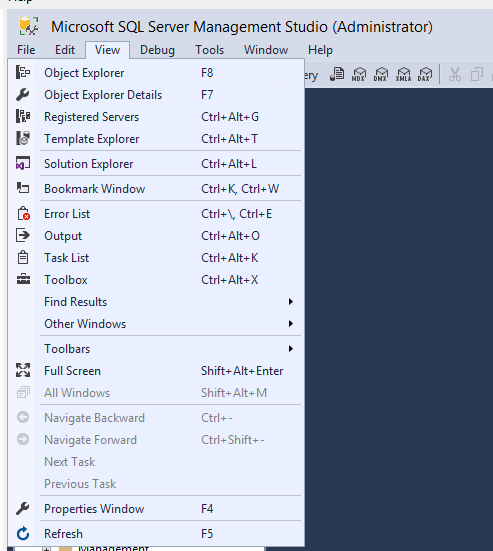 Microsoft SQL Server Management Studio (Administrator)
File Edit View Debug Tools Window Help
MDX DMX XMLA DAX
Object Explorer F8
Object Explorer Details F7
Registered Servers Ctrl+Alt+G
Template Explorer Ctrl+Alt+T
Solution Explorer Ctrl+Alt+L
Bookmark Window Ctrl+K, Ctrl+W
Error List Ctrl+\, Ctrl+E
Output Ctrl+Alt+O
Task List Ctrl+Alt+K
Toolbox Ctrl+Alt+X
Find Results
Other Windows
Toolbars
Full Screen Shift+Alt+Enter
All Windows Shift+Alt+M
Navigate Backward Ctrl+-
Navigate Forward Ctrl+Shift+-
Next Task
Previous Task
Properties Window F4
Refresh F5
Management